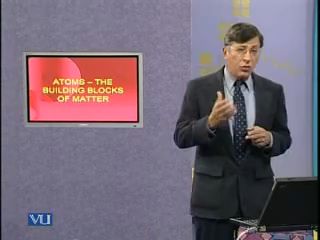 ATOMS – THE
BUILDING BLOCKS
OF MATTER
VU